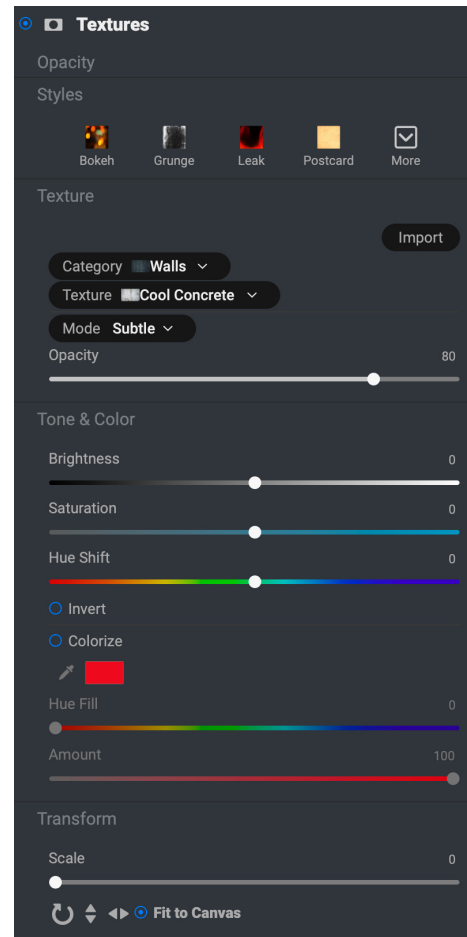 Textures
Opacity
Styles
Bokeh Grunge Leak Postcard More
Texture
Import
Category Walls
Texture Cool Concrete
Mode Subtle
Opacity 80
Tone & Color
Brightness 0
Saturation 0
Hue Shift 0
Invert
Colorize
Hue Fill 0
Amount 100
Transform
Scale 0
Fit to Canvas